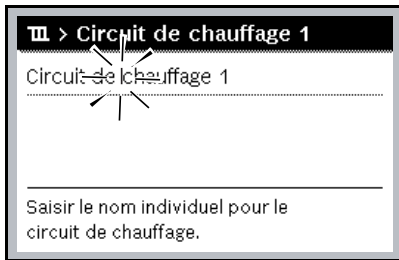 > Circuit de chauffage 1
Circuit de chauffage 1
Saisir le nom individuel pour le
circuit de chauffage.